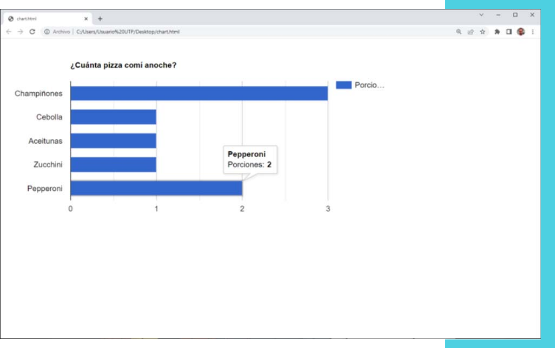 chart.html
Archivo | C:/Users/Usuario%20UTP/Desktop/chart.html
¿Cuánta pizza comí anoche?
Champiñones
Cebolla
Aceitunas
Zucchini
Pepperoni
0 1 2 3
Porcio...
Pepperoni
Porciones: 2